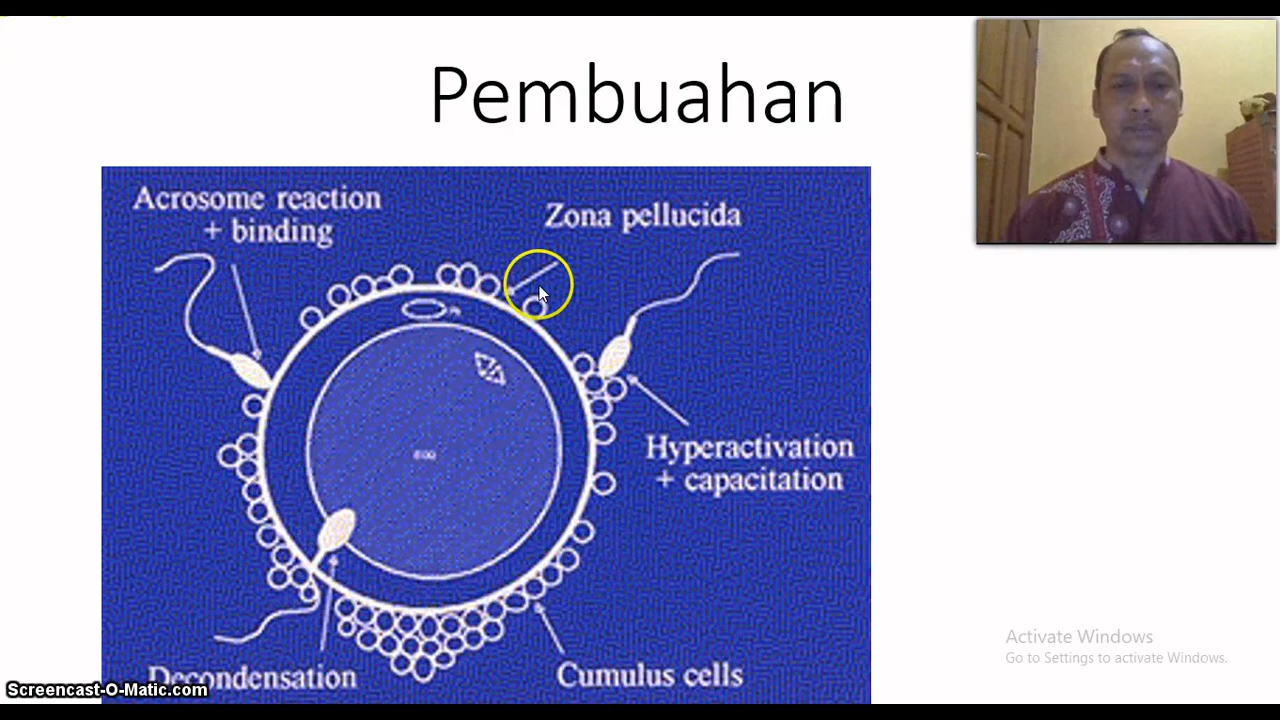 Pembuahan
Acrosome reaction
+ binding
Zona pellucida
Hyperactivation
+ capacitation
Decondensation
Cumulus cells
Activate Windows
Go to Settings to activate Windows.
Screencast-O-Matic.com